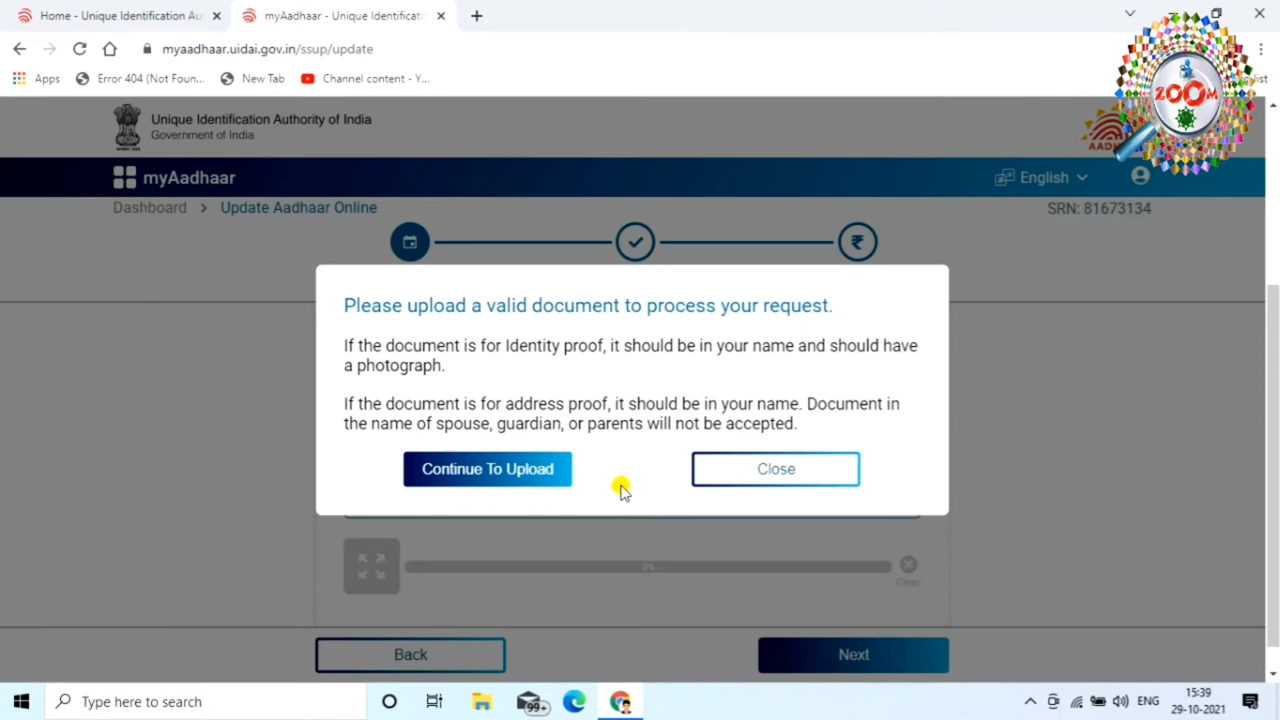 Home - Unique Identification Au
myAadhaar - Unique Identificati
myaadhaar.uidai.gov.in/ssup/update
Apps
Error 404 (Not Foun...
New Tab
Channel content - Y...
ZOOM
Unique Identification Authority of India
Government of India
myAadhaar
English
Dashboard > Update Aadhaar Online
SRN: 81673134
Please upload a valid document to process your request.
If the document is for Identity proof, it should be in your name and should have
a photograph.
If the document is for address proof, it should be in your name. Document in
the name of spouse, guardian, or parents will not be accepted.
Continue To Upload
Close
0%
Clear
Back
Next
Type here to search
99+
ENG
15:39
29-10-2021